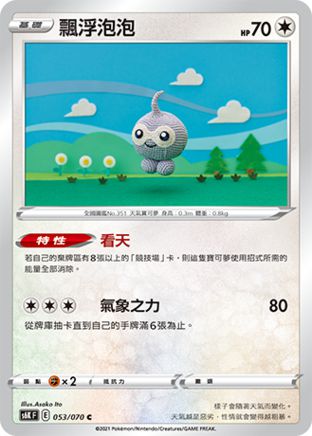 基礎 飄浮泡泡 HP70
全國圖鑑No.351 天氣寶可夢 身高:0.3m 體重:0.8kg
特性 看天
若自己的棄牌區有8張以上的「競技場」卡,則這隻寶可夢使用招式所需的
能量全部消除。
氣象之力 80
從牌庫抽卡直到自己的手牌滿6張為止。
弱點 ×2 抵抗力 撤退
Illus.Asako Ito
s6K F E 053/070 C
樣子會隨著天氣而變化。
天氣越是惡劣,性情就會變得越粗暴。
©2021 Pokémon/Nintendo/Creatures/GAME FREAK.